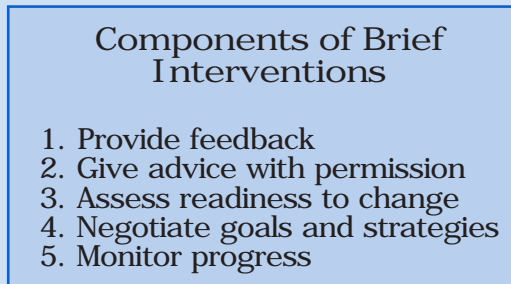 Components of Brief
Interventions
1. Provide feedback
2. Give advice with permission
3. Assess readiness to change
4. Negotiate goals and strategies
5. Monitor progress